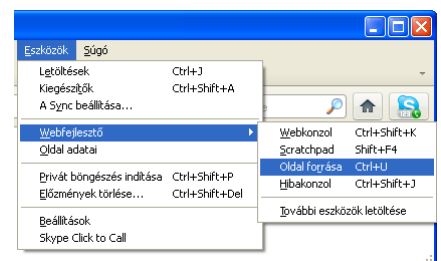 Eszközök Súgó
Letöltések Ctrl+J
Kiegészítők Ctrl+Shift+A
A Sync beállítása...
Webfejlesztő
Oldal adatai
Privát böngészés indítása Ctrl+Shift+P
Előzmények törlése... Ctrl+Shift+Del
Beállítások
Skype Click to Call
Webkonzol Ctrl+Shift+K
Scratchpad Shift+F4
Oldal forrása Ctrl+U
Hibakonzol Ctrl+Shift+J
További eszközök letöltése